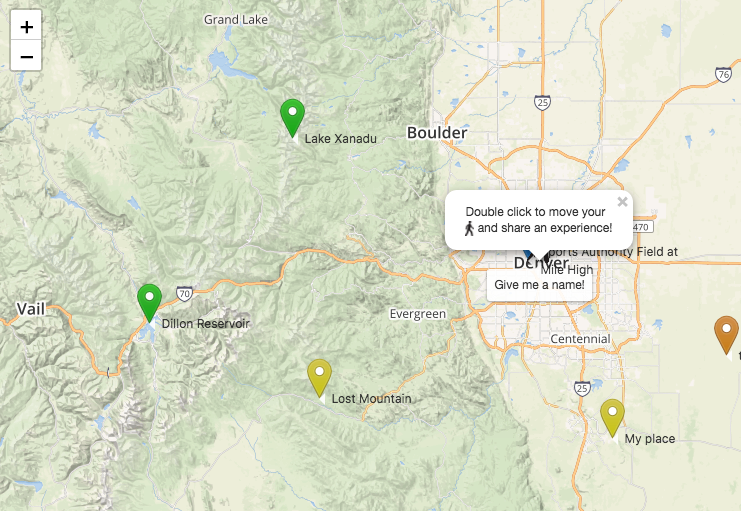 Grand Lake
+
−
76
25
Lake Xanadu
Boulder
×
Double click to move your
and share an experience!
470
Sports Authority Field at
Denver
Mile High
Give me a name!
70
Vail
Dillon Reservoir
Evergreen
Centennial
Lost Mountain
25
My place